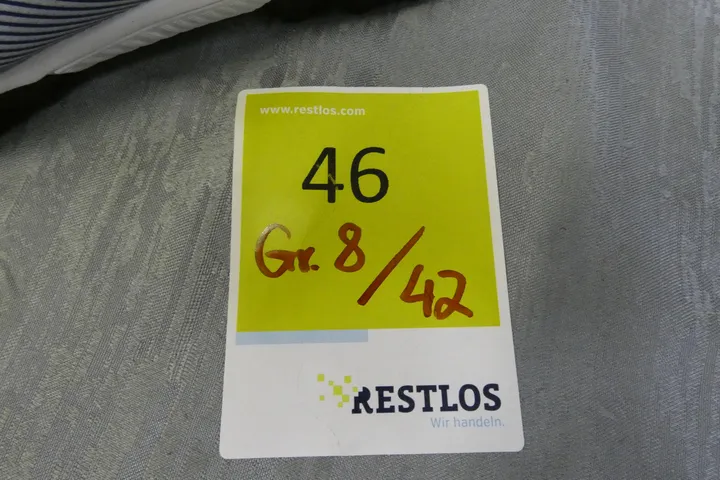 www.restlos.com
46
Gr. 8/42
RESTLOS
Wir handeln.